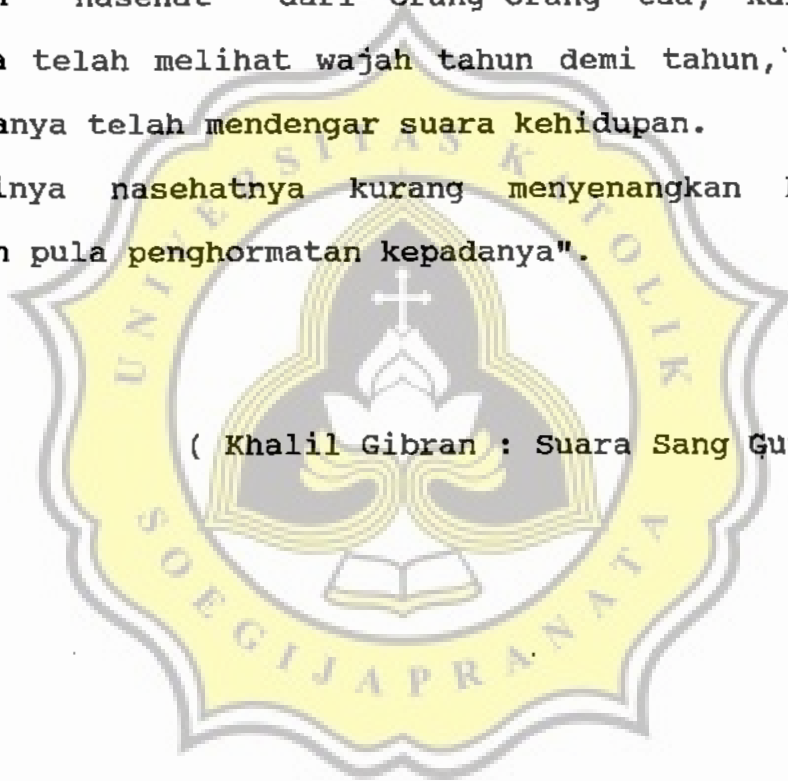 nasehat dari orang-orang tua,
telah melihat wajah tahun demi tahun,
anya telah mendengar suara kehidupan.
lnya nasehatnya kurang menyenangkan
n pula penghormatan kepadanya".
( Khalil Gibran : Suara Sang Gu
UNIVERSITAS KATOLIK
SOEGIJAPRANATA